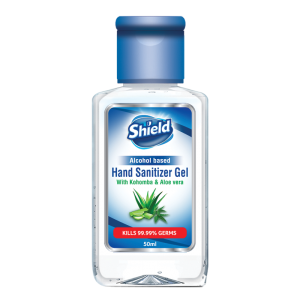 Shield
Alcohol based
Hand Sanitizer Gel
With Kohomba & Aloe vera
KILLS 99.99% GERMS
50ml